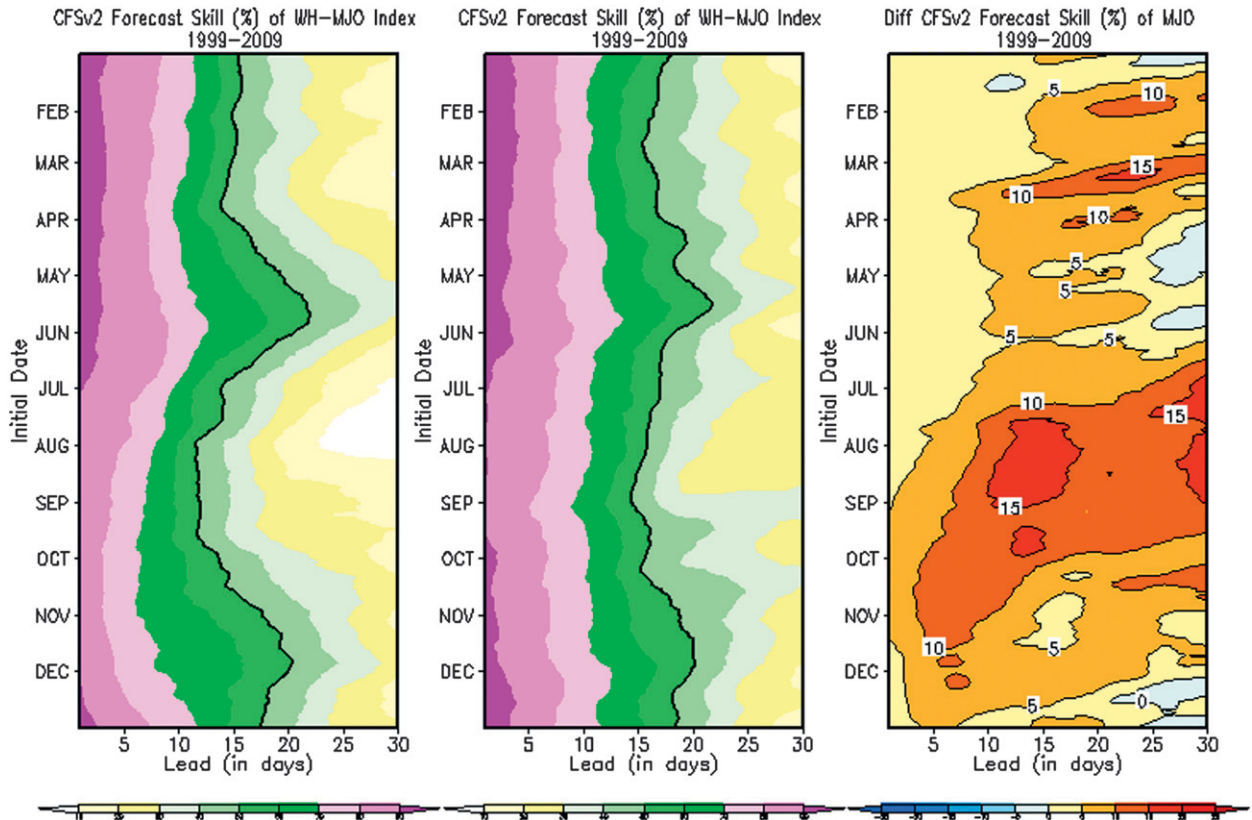 CFSv2 Forecast Skill (%) of WH-MJO Index
1999-2009
FEB
MAR
APR
MAY
JUN
JUL
AUG
SEP
OCT
NOV
DEC
Initial Date
5 10 15 20 25 30
Lead (in days)
CFSv2 Forecast Skill (%) of WH-MJO Index
1999-2009
FEB
MAR
APR
MAY
JUN
JUL
AUG
SEP
OCT
NOV
DEC
Initial Date
5 10 15 20 25 30
Lead (in days)
Diff CFSv2 Forecast Skill (%) of MJO
1999-2009
FEB
MAR
APR
MAY
JUN
JUL
AUG
SEP
OCT
NOV
DEC
Initial Date
5
10
15
10
10
5
5
5
5
10
15
15
10
5
5
0
5 10 15 20 25 30
Lead (in days)